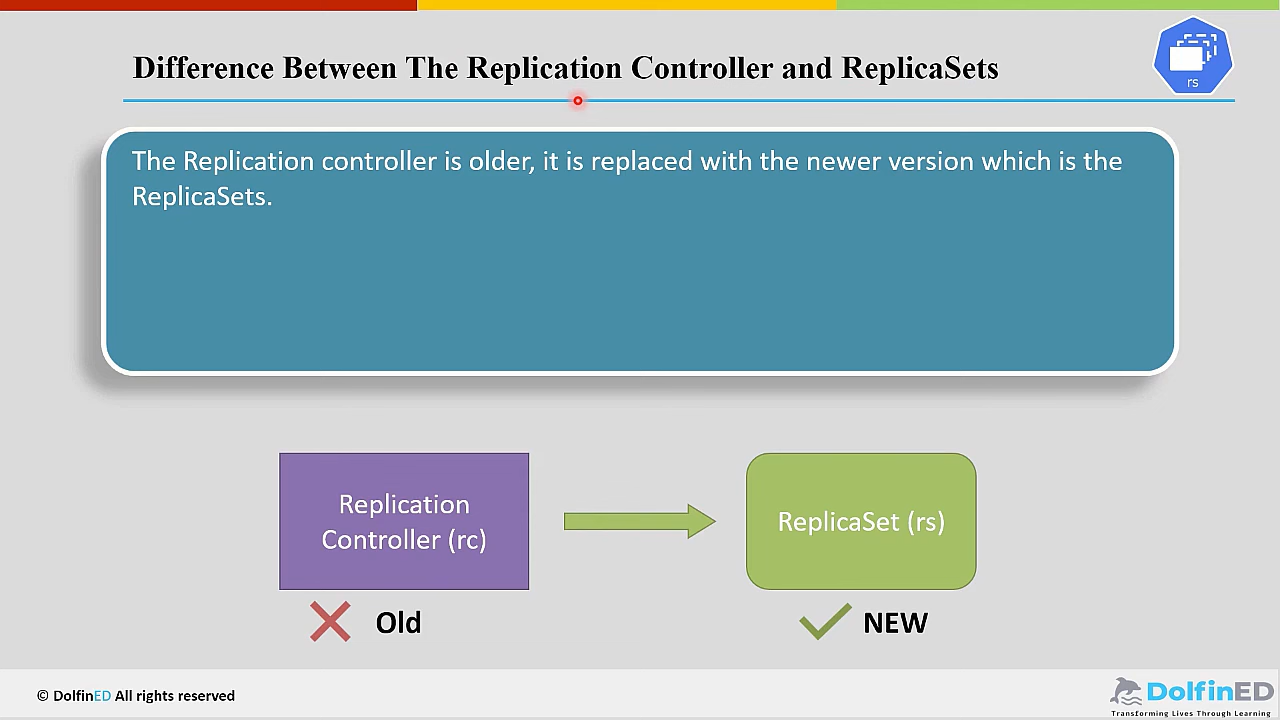 Difference Between The Replication Controller and ReplicaSets
rs
The Replication controller is older, it is replaced with the newer version which is the
ReplicaSets.
Replication
Controller (rc)
ReplicaSet (rs)
Old
NEW
© DolfinED All rights reserved
DolfinED
Transforming Lives Through Learning